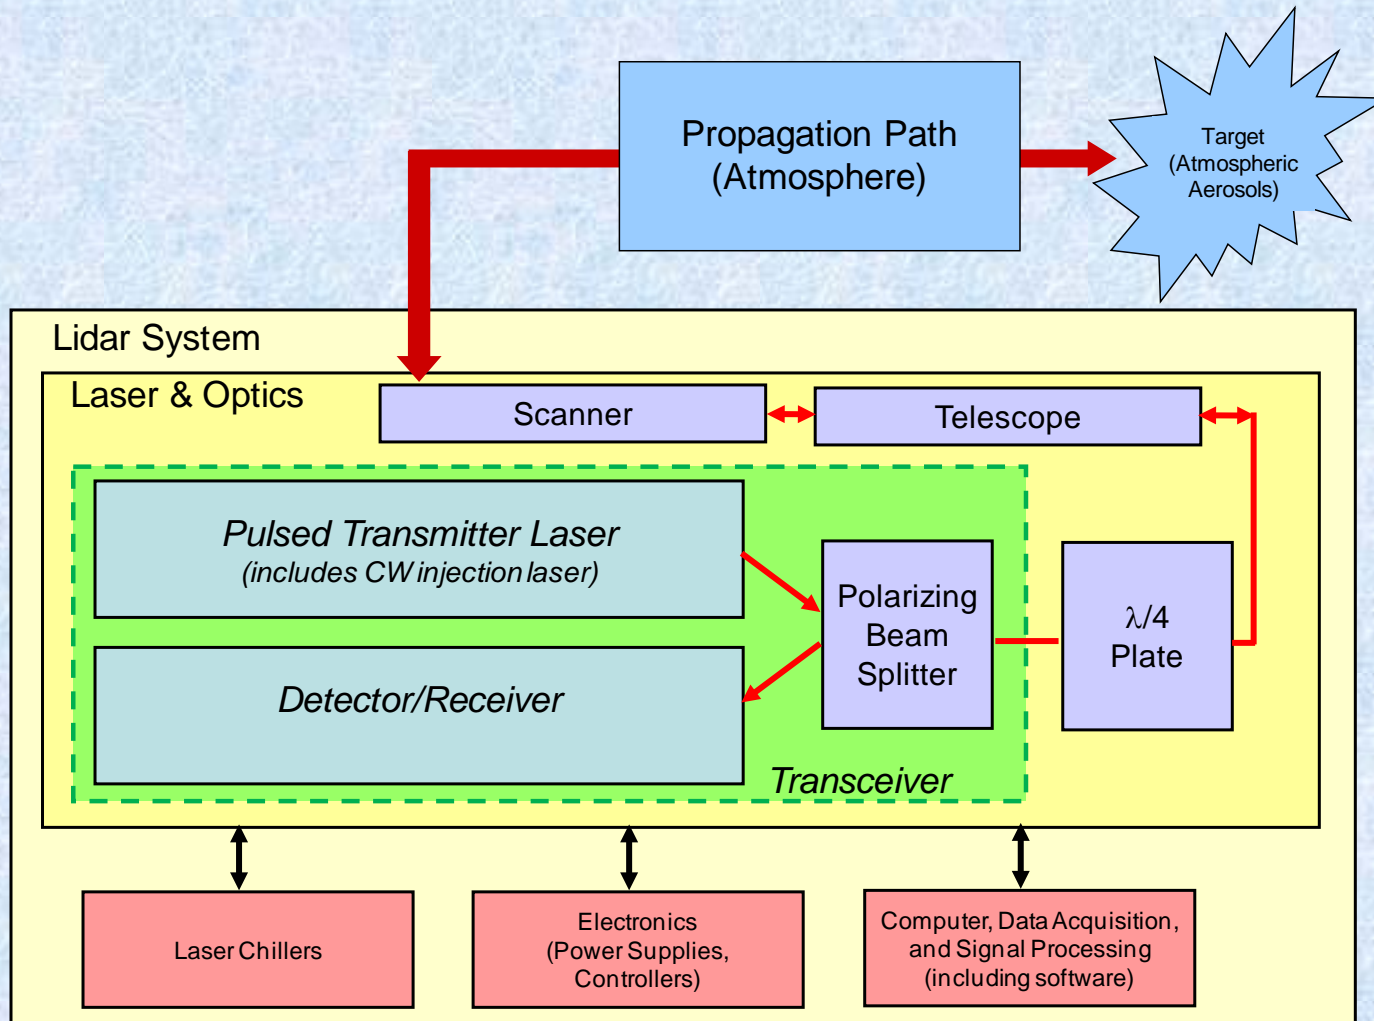 Propagation Path
(Atmosphere)
Target
(Atmospheric
Aerosols)
Lidar System
Laser & Optics
Scanner
Telescope
Pulsed Transmitter Laser
(includes CW injection laser)
Polarizing
Beam
Splitter
λ/4
Plate
Detector/Receiver
Transceiver
Laser Chillers
Electronics
(Power Supplies,
Controllers)
Computer, Data Acquisition,
and Signal Processing
(including software)